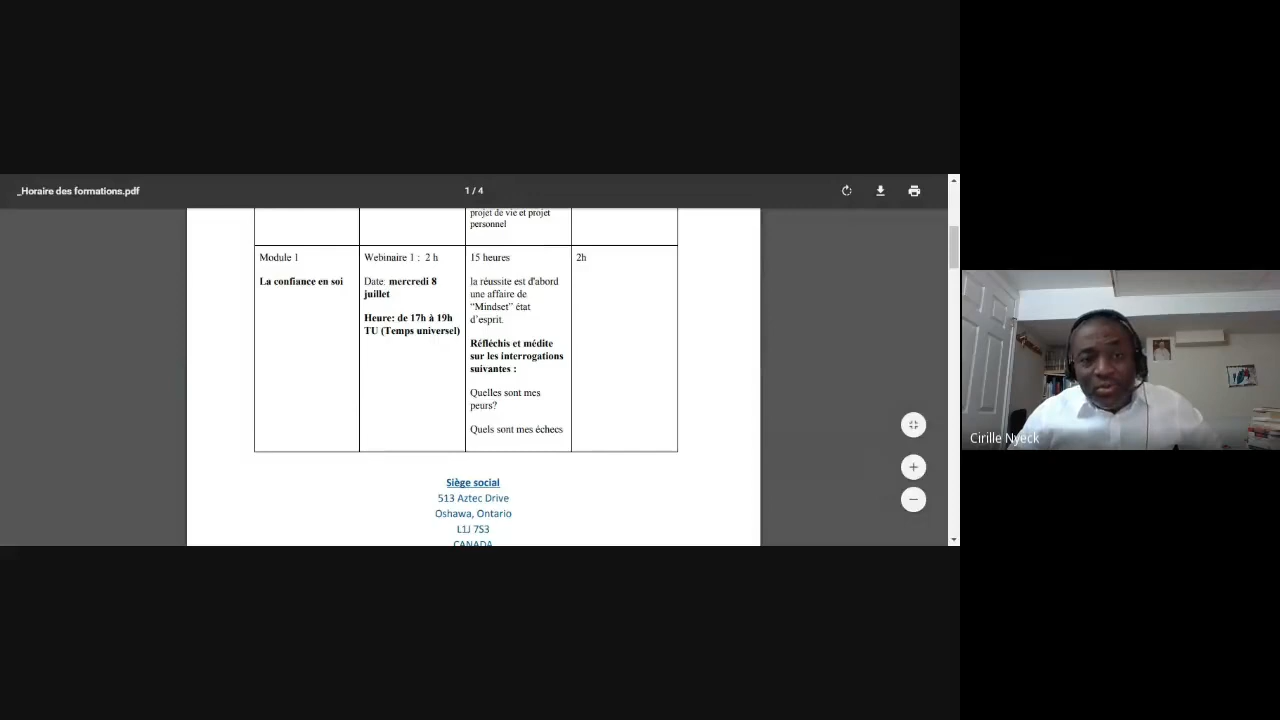 _Horaire des formations.pdf
1 / 4
projet de vie et projet
personnel
Module 1
La confiance en soi
Webinaire 1 : 2 h
Date: mercredi 8
juillet
Heure: de 17h à 19h
TU (Temps universel)
15 heures
la réussite est d'abord
une affaire de
“Mindset” état
d’esprit.
Réfléchis et médite
sur les interrogations
suivantes :
Quelles sont mes
peurs?
Quels sont mes échecs
2h
Siège social
513 Aztec Drive
Oshawa, Ontario
L1J 7S3
CANADA
Cirille Nyeck